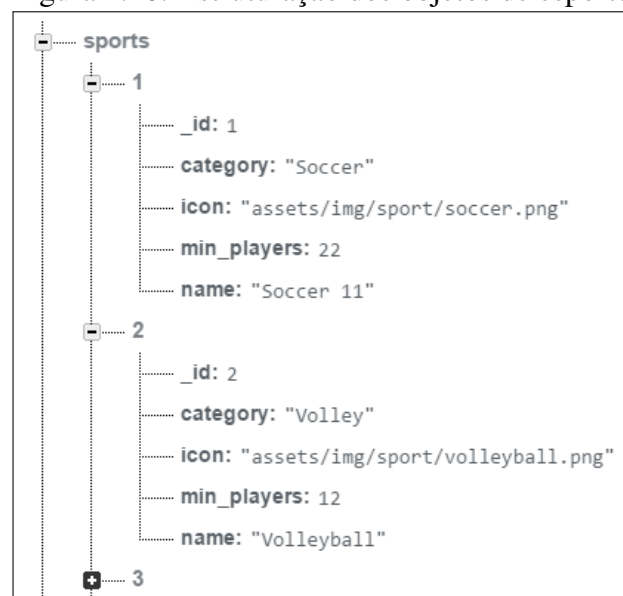 sports
1
_id: 1
category: "Soccer"
icon: "assets/img/sport/soccer.png"
min_players: 22
name: "Soccer 11"
2
_id: 2
category: "Volley"
icon: "assets/img/sport/volleyball.png"
min_players: 12
name: "Volleyball"
3